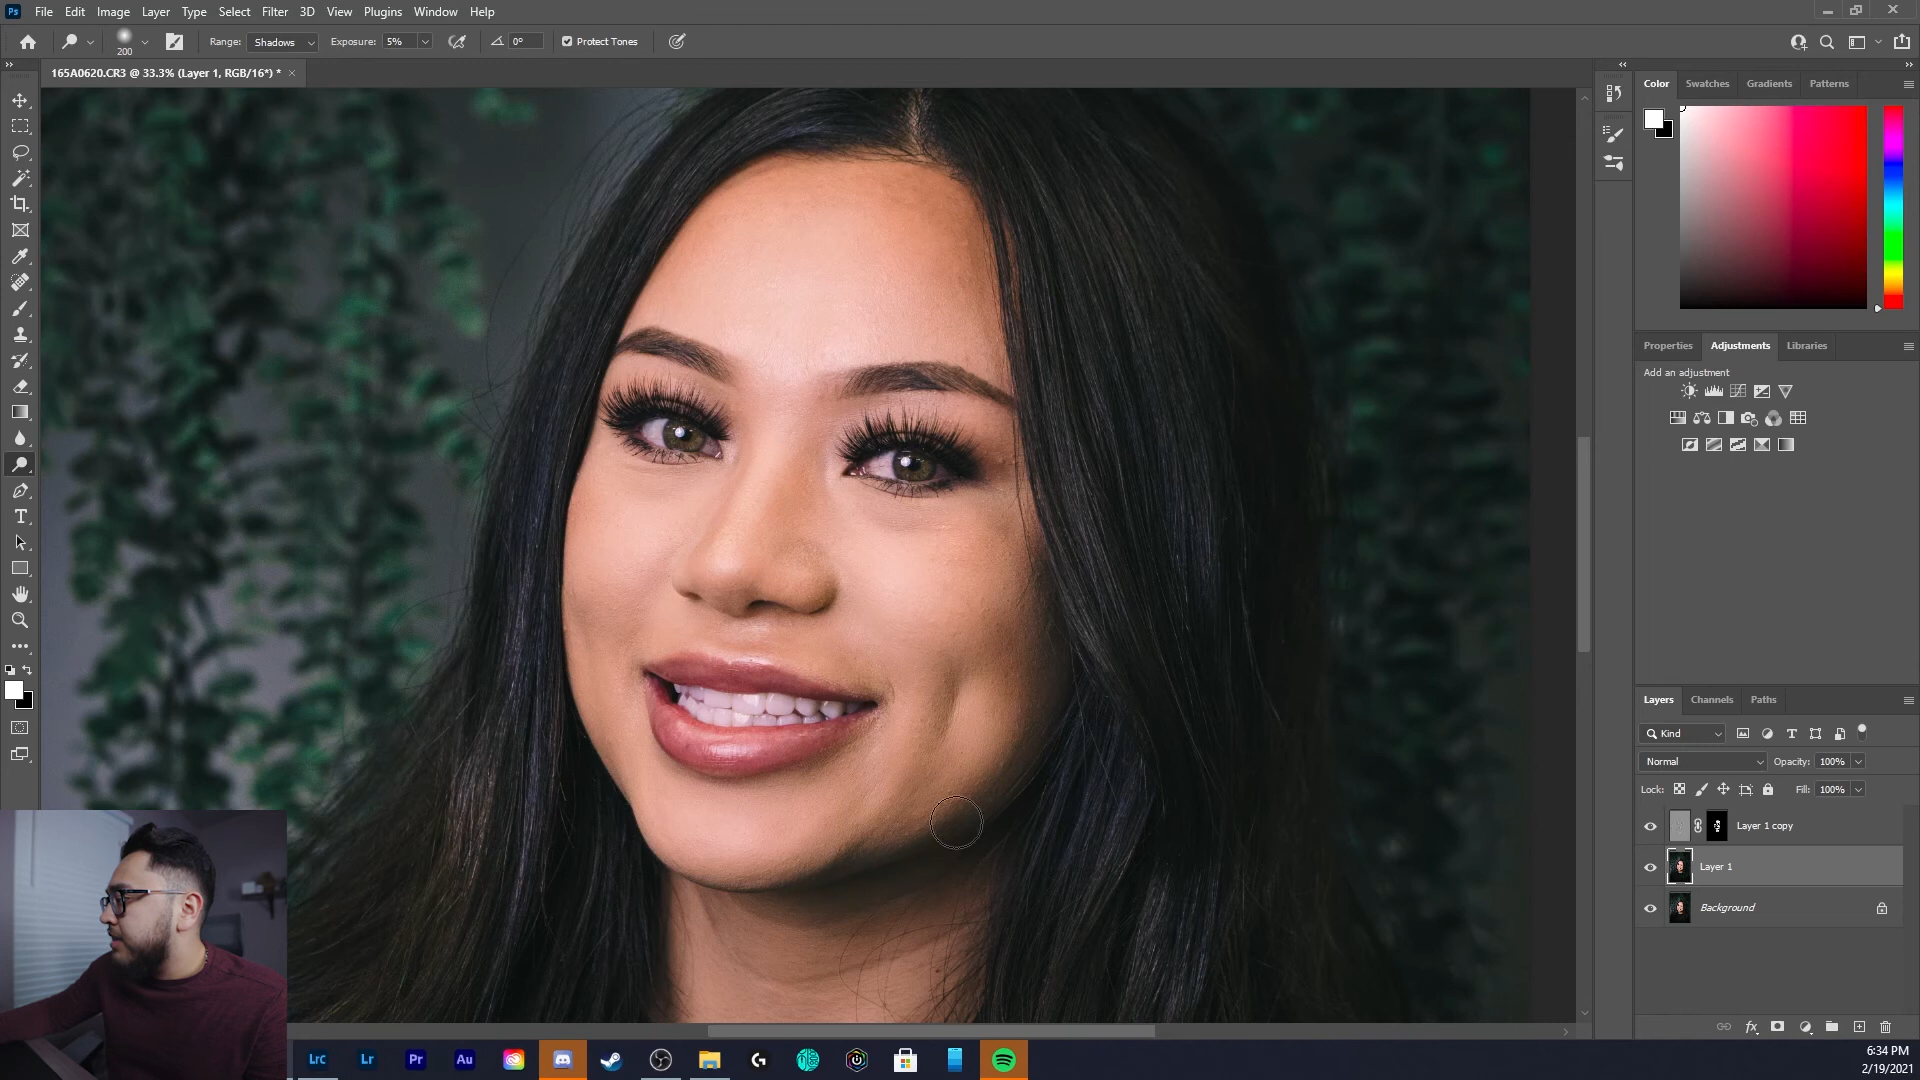 Ps File Edit Image Layer Type Select Filter 3D View Plugins Window Help
200 Range: Shadows Exposure: 5% 0° Protect Tones
165A0620.CR3 @ 33.3% (Layer 1, RGB/16*) * ×
Color Swatches Gradients Patterns
Properties Adjustments Libraries
Add an adjustment
Layers Channels Paths
Kind
Normal Opacity: 100%
Lock: Fill: 100%
Layer 1 copy
Layer 1
Background
fx
LrC Lr Pr Au
6:34 PM
2/19/2021